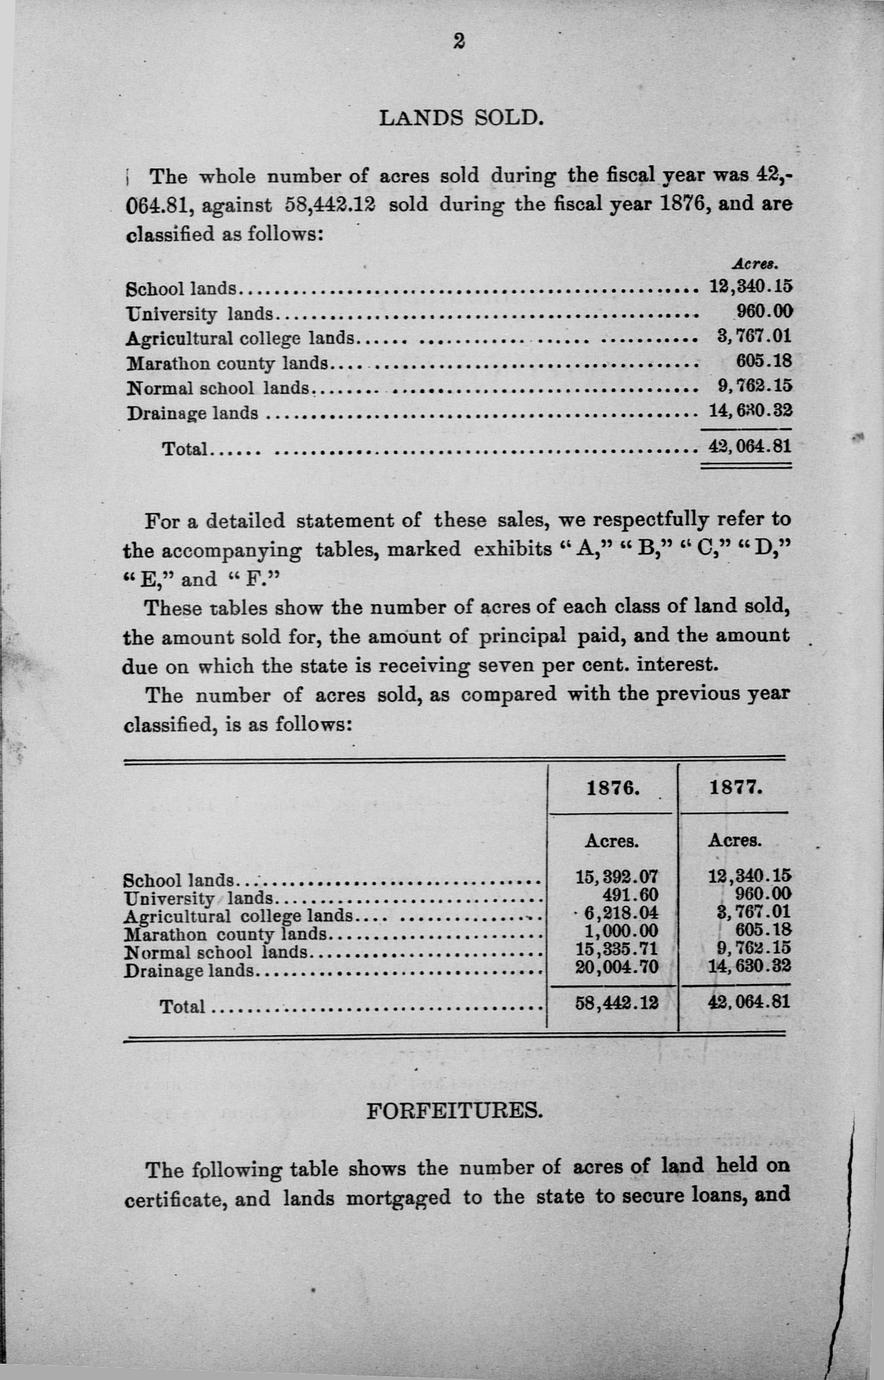 2
LANDS SOLD.
The whole number of acres sold during the fiscal year was 42,-
064.81, against 58,442.12 sold during the fiscal year 1876, and are
classified as follows:
Acres.
School lands.................................................... 12,340.15
University lands................................................ 960.00
Agricultural college lands...................................... 3,767.01
Marathon county lands.......................................... 605.18
Normal school lands............................................ 9,762.15
Drainage lands ................................................. 14,630.32
Total...................................................... 42,064.81
For a detailed statement of these sales, we respectfully refer to
the accompanying tables, marked exhibits “A,” “B,” “C,” “D,”
“E,” and “F.”
These tables show the number of acres of each class of land sold,
the amount sold for, the amount of principal paid, and the amount
due on which the state is receiving seven per cent. interest.
The number of acres sold, as compared with the previous year
classified, is as follows:
1876. 1877.
Acres. Acres.
School lands.................................. 15,392.07 12,340.15
University lands.............................. 491.60 960.00
Agricultural college lands.................... 6,218.04 3,767.01
Marathon county lands........................ 1,000.00 605.18
Normal school lands.......................... 15,335.71 9,762.15
Drainage lands................................ 20,004.70 14,630.32
Total ..................................... 58,442.12 42,064.81
FORFEITURES.
The following table shows the number of acres of land held on
certificate, and lands mortgaged to the state to secure loans, and